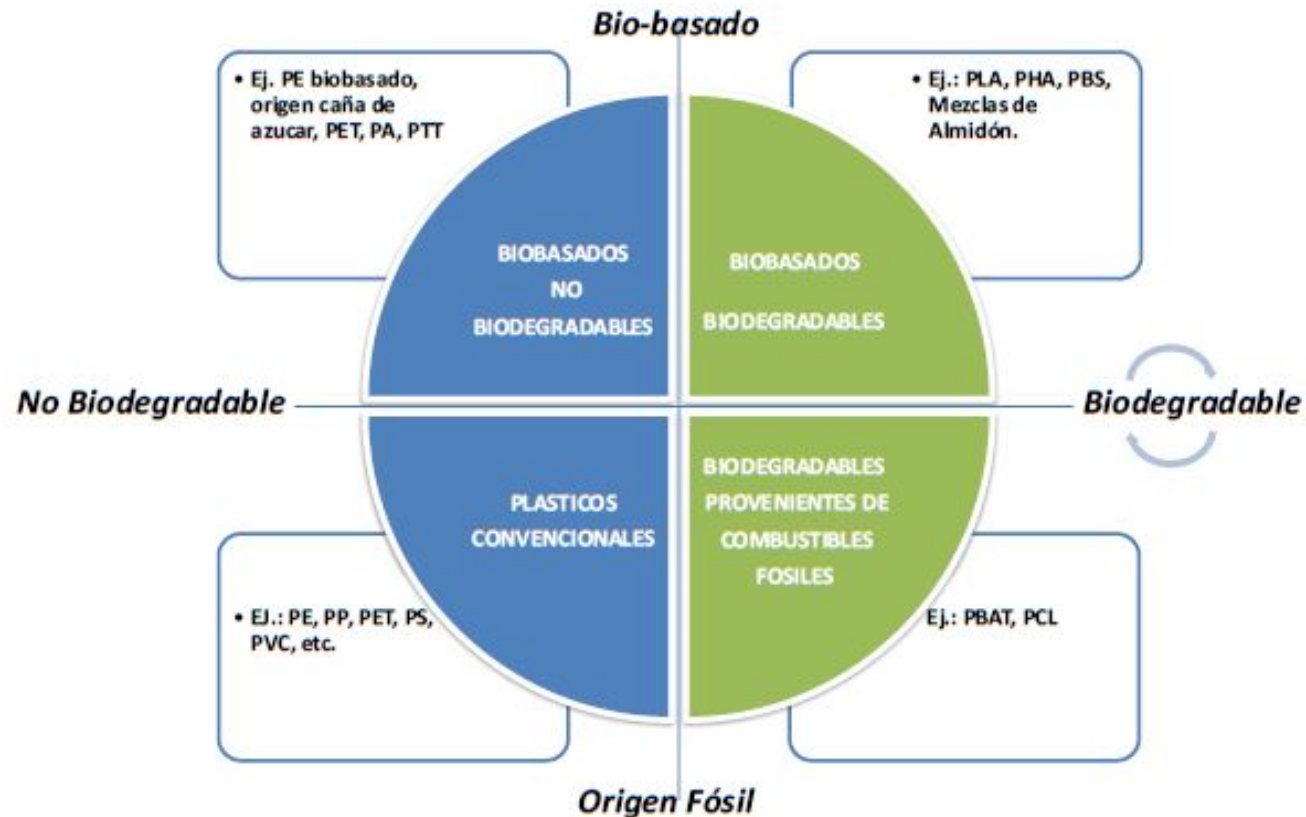 Bio-basado
• Ej. PE biobasado,
origen caña de
azucar, PET, PA, PTT
• Ej.: PLA, PHA, PBS,
Mezclas de
Almidón.
BIOBASADOS
NO
BIODEGRADABLES
BIOBASADOS
BIODEGRADABLES
No Biodegradable
Biodegradable
PLASTICOS
CONVENCIONALES
BIODEGRADABLES
PROVENIENTES DE
COMBUSTIBLES
FOSILES
• EJ.: PE, PP, PET, PS,
PVC, etc.
Ej.: PBAT, PCL
Origen Fósil